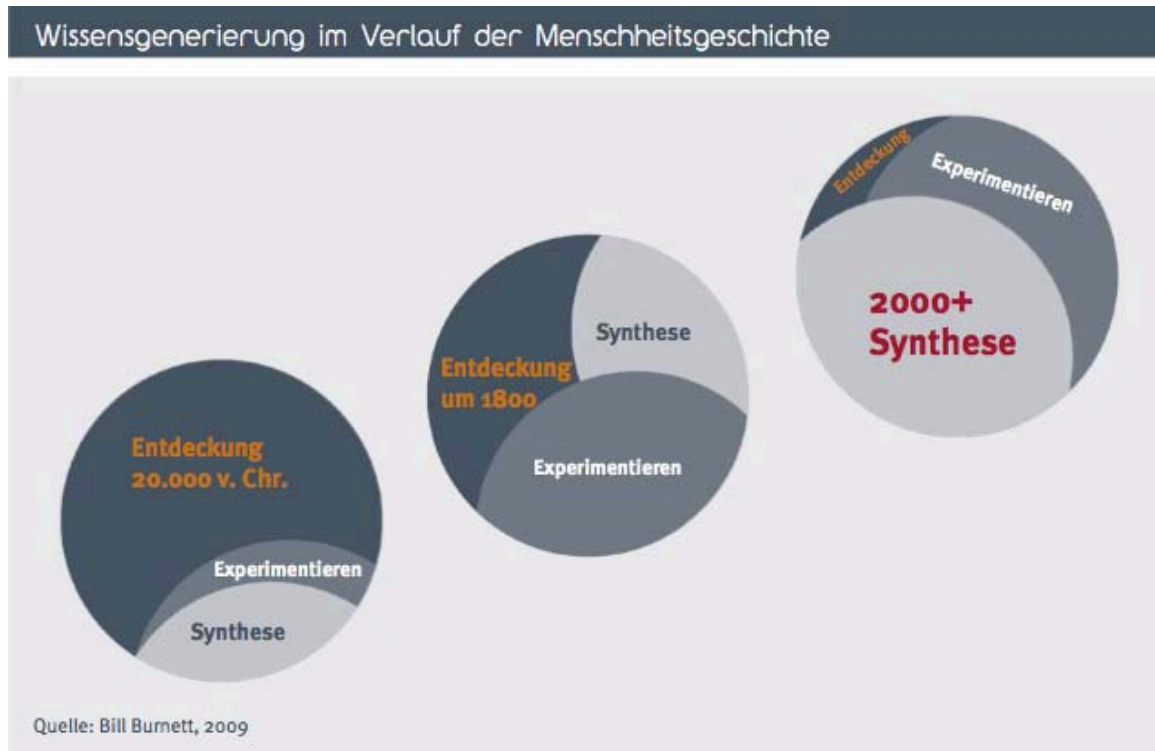 Wissensgenerierung im Verlauf der Menschheitsgeschichte
Entdeckung
20.000 v. Chr.
Experimentieren
Synthese
Entdeckung
um 1800
Synthese
Experimentieren
Entdeckung
Experimentieren
2000+
Synthese
Quelle: Bill Burnett, 2009